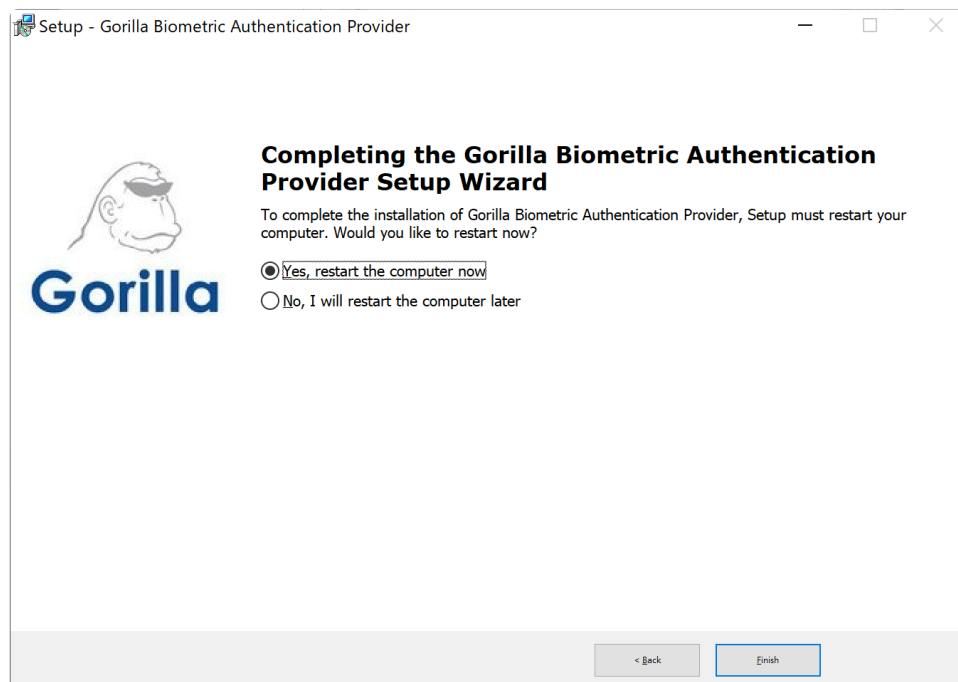 Setup - Gorilla Biometric Authentication Provider
Completing the Gorilla Biometric Authentication
Provider Setup Wizard
To complete the installation of Gorilla Biometric Authentication Provider, Setup must restart your
computer. Would you like to restart now?
Gorilla
Yes, restart the computer now
No, I will restart the computer later
< Back
Finish